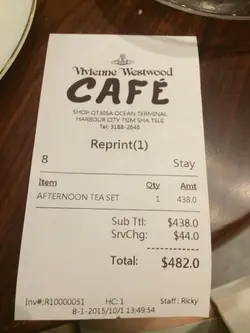 Vivienne Westwood
CAFÉ
SHOP OT305A OCEAN TERMINAL
HARBOUR CITY TSIM SHA TSUI
Tel: 3188-2646
Reprint(1)
8 Stay
Item Qty Amt
AFTERNOON TEA SET 1 438.0
Sub Ttl: $438.0
SrvChg: $44.0
Total: $482.0
Inv#:R10000051 HC: 1 Staff: Ricky
8-1-2015/10/1 13:49:54